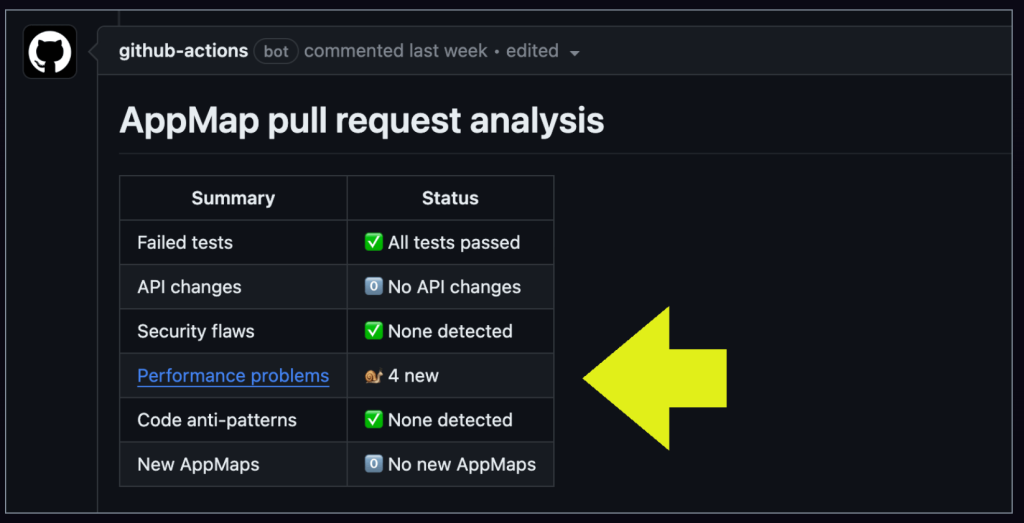 github-actions bot commented last week • edited
AppMap pull request analysis
Summary Status
Failed tests ✅ All tests passed
API changes 0️⃣ No API changes
Security flaws ✅ None detected
Performance problems 🐌 4 new
Code anti-patterns ✅ None detected
New AppMaps 0️⃣ No new AppMaps